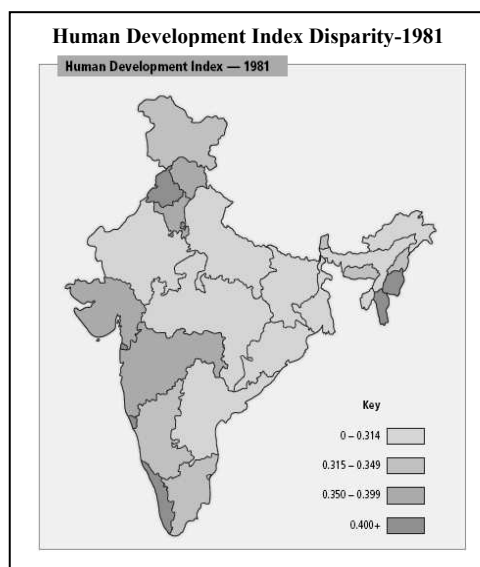 Human Development Index Disparity-1981
Human Development Index — 1981
Key
0 – 0.314
0.315 – 0.349
0.350 – 0.399
0.400+